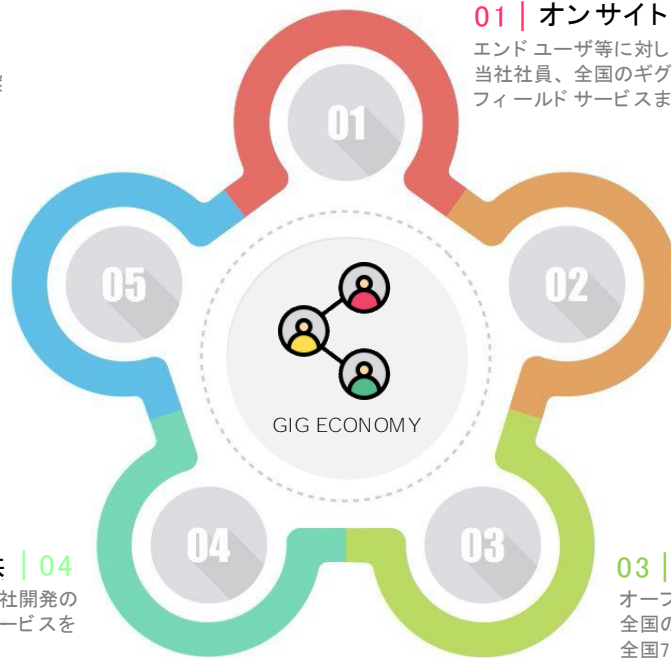 01 | オンサイト
エンドユーザ等に対し
当社社員、全国のギグ
フィールドサービスま
01
05
02
GIG ECONOMY
04
03
| 04
社開発の
ービスを
03 |
オープ
全国の
全国7